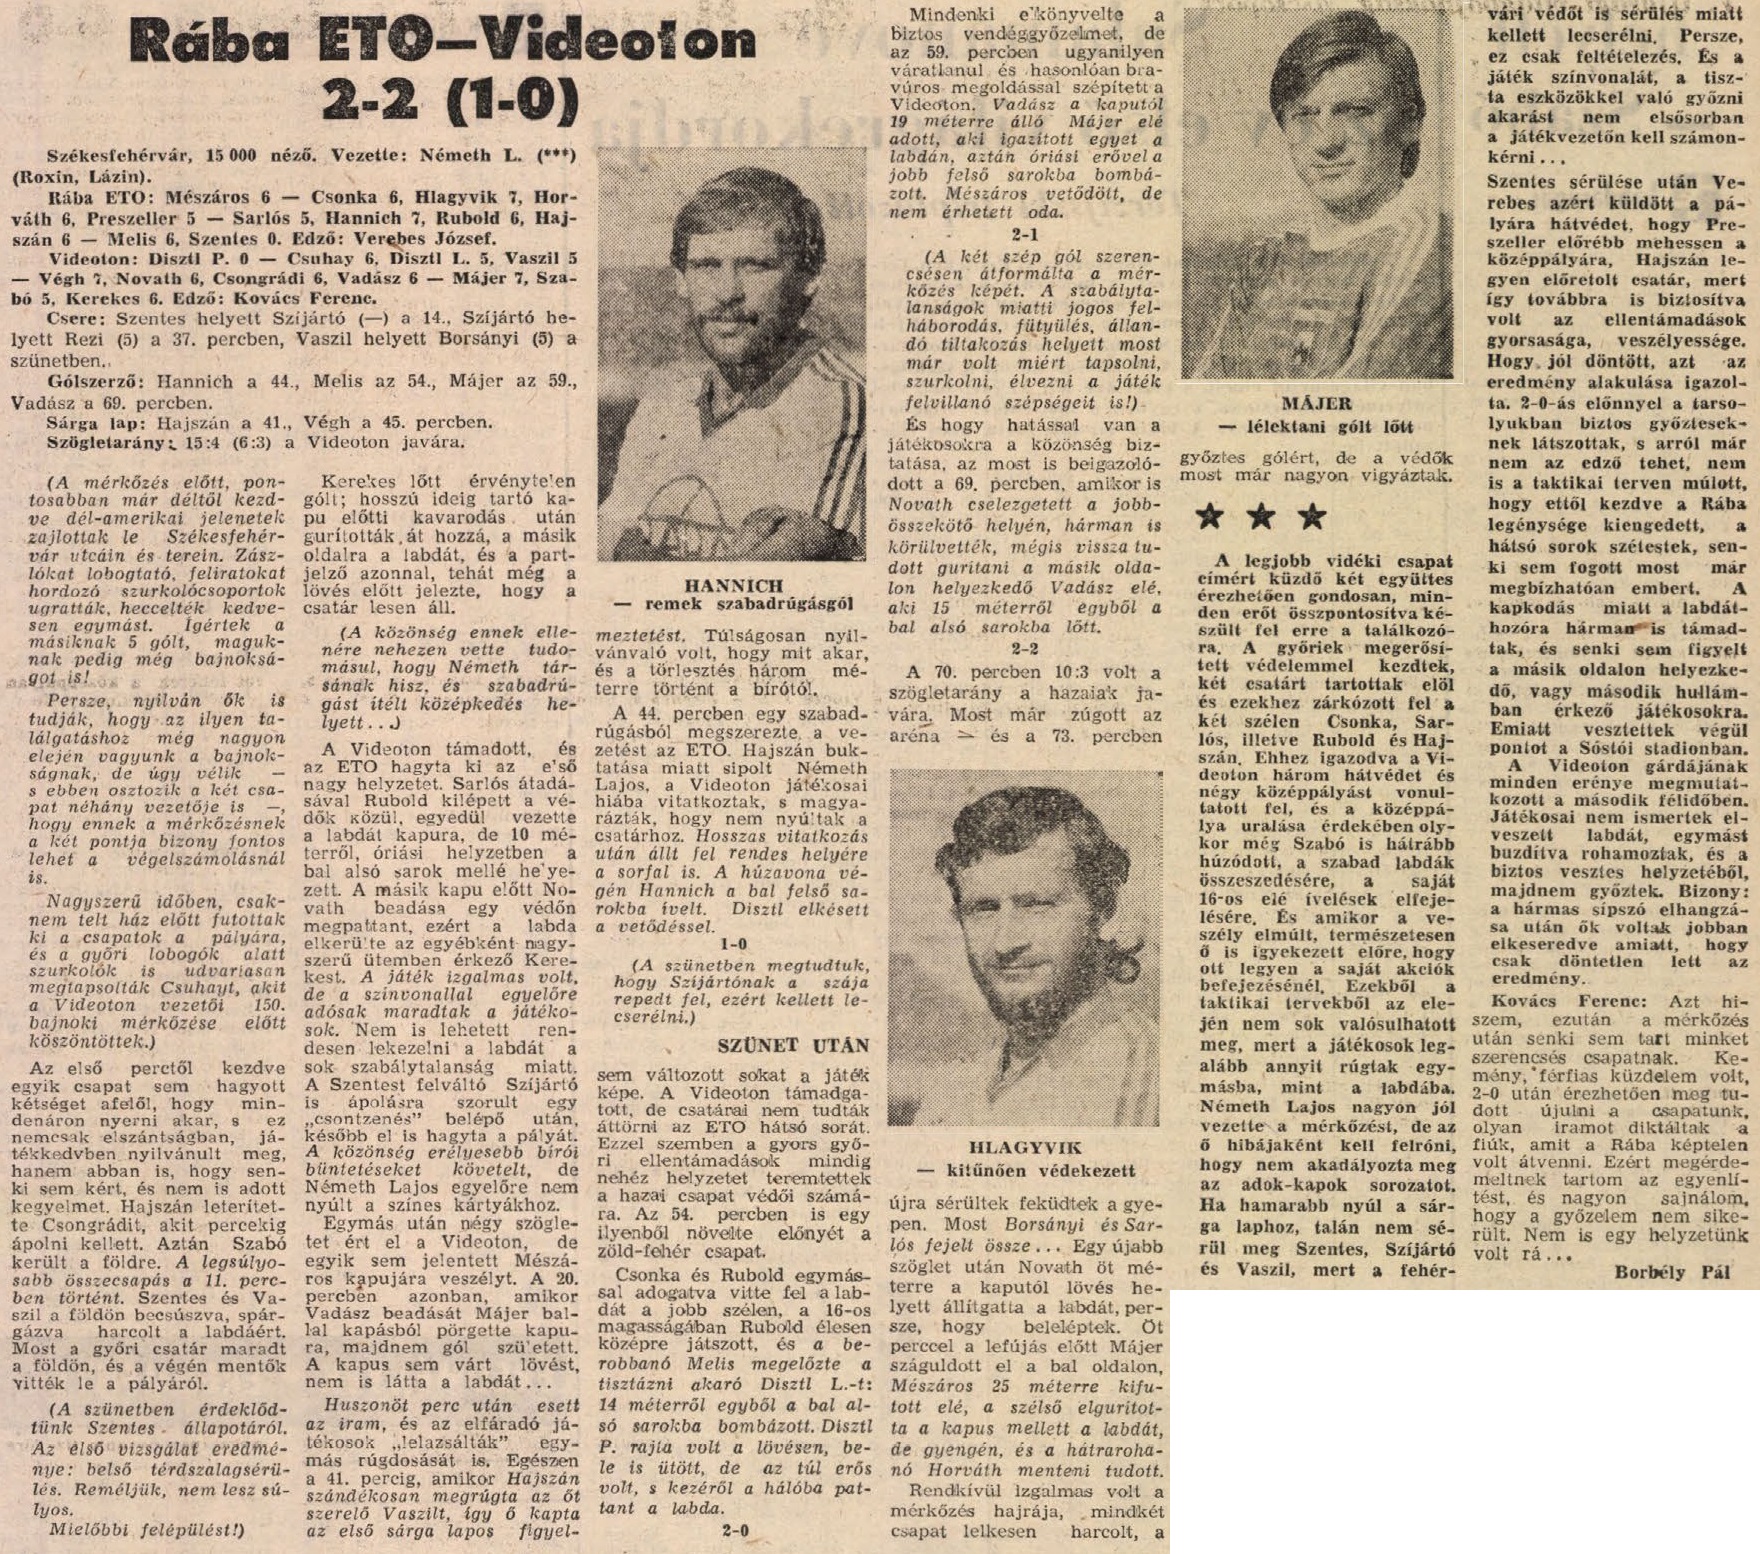 Rába ETO—Videoton
2-2 (1-0)
Székesfehérvár, 15 000 néző. Vezette: Németh L. (***)
(Roxin, Lázin).
Rába ETO: Mészáros 6 — Csonka 6, Hlagyvik 7, Hor-
váth 6, Preszeller 5 — Sarlós 5, Hannich 7, Rubold 6, Haj-
szán 6 — Melis 6, Szentes 0. Edző: Verebes József.
Videoton: Disztl P. 0 — Csuhay 6, Disztl L. 5, Vaszil 5
— Végh 7, Novath 6, Csongrádi 6, Vadász 6 — Májer 7, Sza-
bó 5, Kerekes 6. Edző: Kovács Ferenc.
Csere: Szentes helyett Szíjártó (—) a 14., Szíjártó he-
lyett Rezi (5) a 37. percben, Vaszil helyett Borsányi (5) a
szünetben.
Gólszerző: Hannich a 44., Melis az 54., Májer az 59.,
Vadász a 69. percben.
Sárga lap: Hajszán a 41., Végh a 45. percben.
Szögletarány: 15:4 (6:3) a Videoton javára.
(A mérkőzés előtt, pon-
tosabban már déltől kezd-
ve dél-amerikai jelenetek
zajlottak le Székesfehér-
vár utcáin és terein. Zász-
lókat lobogtató, feliratokat
hordozó szurkolócsoportok
ugratták, heccelték kedve-
sen egymást. Ígértek a
másiknak 5 gólt, maguk-
nak pedig még bajnoksá-
got is!
Persze, nyilván ők is
tudják, hogy az ilyen ta-
lálgatáshoz még nagyon
elején vagyunk a bajnok-
ságnak, de úgy vélik —
s ebben osztozik a két csa-
pat néhány vezetője is —,
hogy ennek a mérkőzésnek
a két pontja bizony fontos
lehet a végelszámolásnál
is.
Nagyszerű időben, csak-
nem telt ház előtt futottak
ki a csapatok a pályára,
és a győri lobogók alatt
szurkolók is udvariasan
megtapsolták Csuhayt, akit
a Videoton vezetői 150.
bajnoki mérkőzése előtt
köszöntöttek.)
Az első perctől kezdve
egyik csapat sem hagyott
kétséget afelől, hogy min-
denáron nyerni akar, s ez
nemcsak elszántságban, já-
tékkedvben nyilvánult meg,
hanem abban is, hogy sen-
ki sem kért, és nem is adott
kegyelmet. Hajszán leterítet-
te Csongrádit, akit percekig
ápolni kellett. Aztán Szabó
került a földre. A legsúlyo-
sabb összecsapás a 11. perc-
ben történt. Szentes és Va-
szil a földön becsúszva, spár-
gázva harcolt a labdáért.
Most a győri csatár maradt
a földön, és a végén mentők
vitték le a pályáról.
(A szünetben érdeklőd-
tünk Szentes állapotáról.
Az első vizsgálat eredmé-
nye: belső térdszalagsérü-
lés. Reméljük, nem lesz sú-
lyos.
Mielőbbi felépülést!)
Kerekes lőtt érvénytelen
gólt; hosszú ideig tartó ka-
pu előtti kavarodás után
gurították át hozzá, a másik
oldalra a labdát, és a part-
jelző azonnal, tehát még a
lövés előtt jelezte, hogy a
csatár lesen áll.
(A közönség ennek elle-
nére nehezen vette tudo-
másul, hogy Németh tár-
sának hisz, és szabadrú-
gást ítélt középkedés he-
lyett...)
A Videoton támadott, és
az ETO hagyta ki az első
nagy helyzetet. Sarlós átadá-
sával Rubold kilépett a vé-
dők közül, egyedül vezette
a labdát kapura, de 10 mé-
terről, óriási helyzetben a
bal alsó sarok mellé helye-
zett. A másik kapu előtt No-
vath beadása egy védőn
megpattant, ezért a labda
elkerülte az egyébként nagy-
szerű ütemben érkező Kere-
kest. A játék izgalmas volt,
de a színvonallal egyelőre
adósak maradtak a játéko-
sok. Nem is lehetett ren-
desen lekezelni a labdát a
sok szabálytalanság miatt.
A Szentest felváltó Szíjártó
is ápolásra szorult egy
„csontzenés” belépő után,
később el is hagyta a pályát.
A közönség erélyesebb bírói
büntetéseket követelt, de
Németh Lajos egyelőre nem
nyúlt a színes kártyákhoz.
Egymás után négy szögle-
tet ért el a Videoton, de
egyik sem jelentett Mészá-
ros kapujára veszélyt. A 20.
percben azonban, amikor
Vadász beadását Májer bal-
lal kapásból pörgette kapu-
ra, majdnem gól született.
A kapus sem várt lövést,
nem is látta a labdát...
Huszonöt perc után esett
az iram, és az elfáradó já-
tékosok „lelazsálták” egy-
más rúgdosását is. Egészen
a 41. percig, amikor Hajszán
szándékosan megrúgta az őt
szerelő Vaszilt, így ő kapta
az első sárga lapos figyel-
HANNICH
— remek szabadrúgásgól
meztetést. Túlságosan nyil-
vánvaló volt, hogy mit akar,
és a törlesztés három mé-
terre történt a bírótól.
A 44. percben egy szabad-
rúgásból megszerezte a ve-
zetést az ETO. Hajszán buk-
tatása miatt sípolt Németh
Lajos, a Videoton játékosai
hiába vitatkoztak, s magya-
rázták, hogy nem nyúltak a
csatárhoz. Hosszas vitatkozás
után állt fel rendes helyére
a sorfal is. A húzavona vé-
gén Hannich a bal felső sa-
rokba ívelt. Disztl elkésett
a vetődéssel.
1-0
(A szünetben megtudtuk,
hogy Szíjártónak a szája
repedt fel, ezért kellett le-
cserélni.)
SZÜNET UTÁN
sem változott sokat a játék
képe. A Videoton támadga-
tott, de csatárai nem tudták
áttörni az ETO hátsó sorát.
Ezzel szemben a gyors győ-
ri ellentámadások mindig
nehéz helyzetet teremtettek
a hazai csapat védői számá-
ra. Az 54. percben is egy
ilyenből növelte előnyét a
zöld-fehér csapat.
Csonka és Rubold egymás-
sal adogatva vitte fel a lab-
dát a jobb szélen, a 16-os
magasságában Rubold élesen
középre játszott, és a be-
robbanó Melis megelőzte a
tisztázni akaró Disztl L.-t:
14 méterről egyből a bal al-
só sarokba bombázott. Disztl
P. rajta volt a lövésen, be-
le is ütött, de az túl erős
volt, s kezéről a hálóba pat-
tant a labda.
2-0
Mindenki elkönyvelte a
biztos vendéggyőzelmet, de
az 59. percben ugyanilyen
váratlanul és hasonlóan bra-
vúros megoldással szépített a
Videoton. Vadász a kaputól
19 méterre álló Májer elé
adott, aki igazított egyet a
labdán, aztán óriási erővel a
jobb felső sarokba bombá-
zott. Mészáros vetődött, de
nem érhetett oda.
2-1
(A két szép gól szeren-
csésen átformálta a mér-
kőzés képét. A szabályta-
lanságok miatti jogos fel-
háborodás, fütyülés, állan-
dó tiltakozás helyett most
már volt miért tapsolni,
szurkolni, élvezni a játék
felvillanó szépségeit is!)
És hogy hatással van a
játékosokra a közönség biz-
tatása, az most is beigazoló-
dott a 69. percben, amikor is
Novath cselezgetett a jobb-
összekötő helyén, hárman is
körülvették, mégis vissza tu-
dott gurítani a másik olda-
lon helyezkedő Vadász elé,
aki 15 méterről egyből a
bal alsó sarokba lőtt.
2-2
A 70. percben 10:3 volt a
szögletarány a hazaiak ja-
vára. Most már zúgott az
aréna — és a 73. percben
HLAGYVIK
— kitűnően védekezett
újra sérültek feküdtek a gye-
pen. Most Borsányi és Sar-
lós fejelt össze... Egy újabb
szöglet után Novath öt mé-
terre a kaputól lövés he-
lyett állítgatta a labdát, per-
sze, hogy beleléptek. Öt
perccel a lefújás előtt Májer
száguldott el a bal oldalon,
Mészáros 25 méterre kifu-
tott elé, a szélső elgurítot-
ta a kapus mellett a labdát,
de gyengén, és a hátraroha-
nó Horváth menteni tudott.
Rendkívül izgalmas volt a
mérkőzés hajrája, mindkét
csapat lelkesen harcolt, a
MÁJER
— lélektani gólt lőtt
győztes gólért, de a védők
most már nagyon vigyáztak.
★ ★ ★
A legjobb vidéki csapat
címért küzdő két együttes
érezhetően gondosan, min-
den erőt összpontosítva ké-
szült fel erre a találkozó-
ra. A győriek megerősí-
tett védelemmel kezdtek,
két csatárt tartottak elöl
és ezekhez zárkózott fel a
két szélen Csonka, Sar-
lós, illetve Rubold és Haj-
szán. Ehhez igazodva a Vi-
deoton három hátvédet és
négy középpályást vonul-
tatott fel, és a középpá-
lya uralása érdekében oly-
kor még Szabó is hátrább
húzódott, a szabad labdák
összeszedésére, a saját
16-os elé ívelések elfeje-
lésére. És amikor a ve-
szély elmúlt, természetesen
ő is igyekezett előre, hogy
ott legyen a saját akciók
befejezésénél. Ezekből a
taktikai tervekből az ele-
jén nem sok valósulhatott
meg, mert a játékosok leg-
alább annyit rúgtak egy-
másba, mint a labdába.
Németh Lajos nagyon jól
vezette a mérkőzést, de az
ő hibájaként kell felróni,
hogy nem akadályozta meg
az adok-kapok sorozatot.
Ha hamarabb nyúl a sár-
ga laphoz, talán nem sé-
rül meg Szentes, Szíjártó
és Vaszil, mert a fehér-
vári védőt is sérülés miatt
kellett lecserélni. Persze,
ez csak feltételezés. És a
játék színvonalát, a tisz-
ta eszközökkel való győzni
akarást nem elsősorban
a játékvezetőn kell számon-
kérni...
Szentes sérülése után Ve-
rebes azért küldött a pá-
lyára hátvédet, hogy Pre-
szeller előrébb mehessen a
középpályára, Hajszán le-
gyen előretolt csatár, mert
így továbbra is biztosítva
volt az ellentámadások
gyorsasága, veszélyessége.
Hogy jól döntött, azt az
eredmény alakulása igazol-
ta. 2-0-ás előnnyel a tarso-
lyukban biztos győztesek-
nek látszottak, s arról már
nem az edző tehet, nem
is a taktikai terven múlott,
hogy ettől kezdve a Rába
legénysége kiengedett, a
hátsó sorok szétestek, sen-
ki sem fogott most már
megbízhatóan embert. A
kapkodás miatt a labdát-
hozóra hárman is támad-
tak, és senki sem figyelt
a másik oldalon helyezke-
dő, vagy második hullám-
ban érkező játékosokra.
Emiatt vesztettek végül
pontot a Sóstói stadionban.
A Videoton gárdájának
minden erénye megmutat-
kozott a második félidőben.
Játékosai nem ismertek el-
veszett labdát, egymást
buzdítva rohamoztak, és a
biztos vesztes helyzetéből,
majdnem győztek. Bizony:
a hármas sípszó elhangzá-
sa után ők voltak jobban
elkeseredve amiatt, hogy
csak döntetlen lett az
eredmény.
Kovács Ferenc: Azt hi-
szem, ezután a mérkőzés
után senki sem tart minket
szerencsés csapatnak. Ke-
mény, férfias küzdelem volt,
2-0 után érezhetően meg tu-
dott újulni a csapatunk,
olyan iramot diktáltak a
fiúk, amit a Rába képtelen
volt átvenni. Ezért megérde-
meltnek tartom az egyenlí-
tést, és nagyon sajnálom,
hogy a győzelem nem sike-
rült. Nem is egy helyzetünk
volt rá...
Borbély Pál